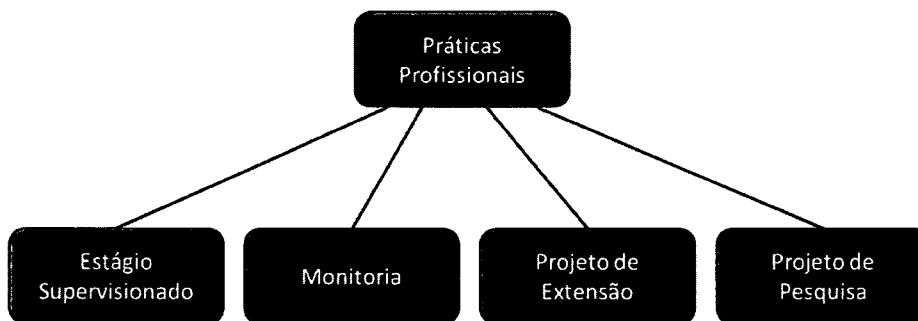 Práticas
Profissionais
Estágio
Supervisionado
Monitoria
Projeto de
Extensão
Projeto de
Pesquisa